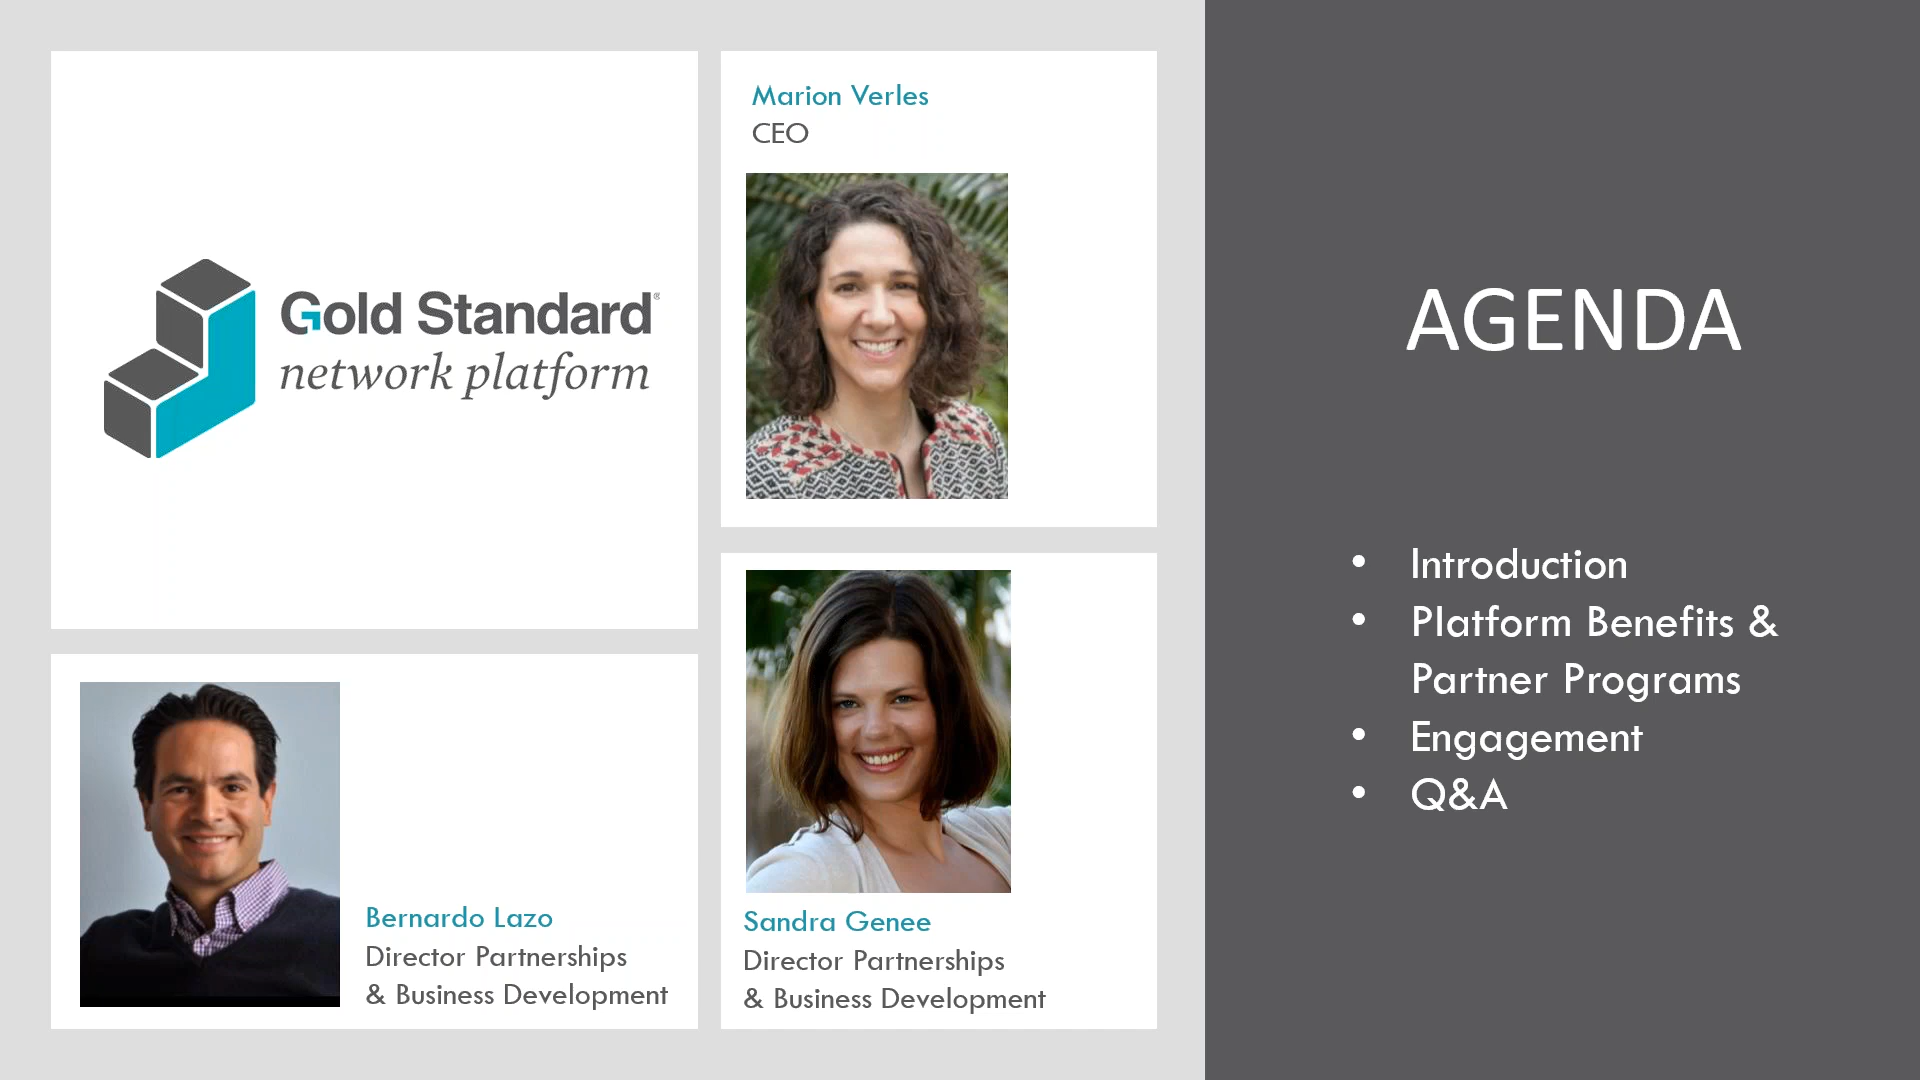 Gold Standard®
network platform
Marion Verles
CEO
Bernardo Lazo
Director Partnerships
& Business Development
Sandra Genee
Director Partnerships
& Business Development
AGENDA
• Introduction
• Platform Benefits &
Partner Programs
• Engagement
• Q&A